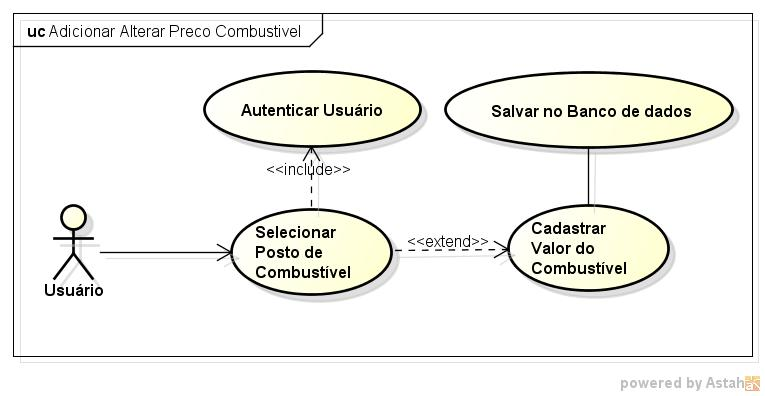 uc Adicionar Alterar Preco Combustivel
Autenticar Usuário
Salvar no Banco de dados
<<include>>
Selecionar
Posto de
Combustível
<<extend>>
Cadastrar
Valor do
Combustível
Usuário
powered by Astah